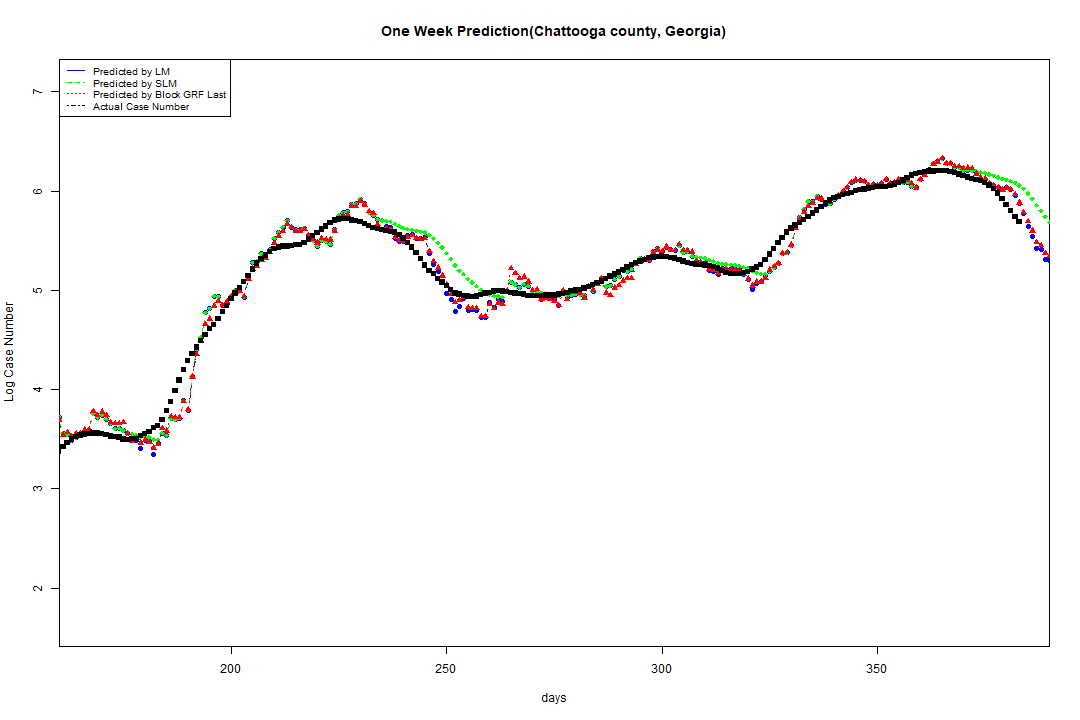 One Week Prediction(Chattooga county, Georgia)
Predicted by LM
Predicted by SLM
Predicted by Block GRF Last
Actual Case Number
7
6
5
4
3
2
Log Case Number
200
250
300
350
days